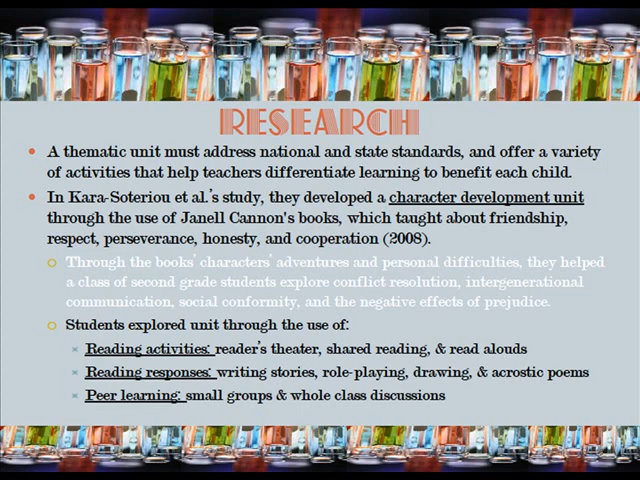 RESEARCH
A thematic unit must address national and state standards, and offer a variety
of activities that help teachers differentiate learning to benefit each child.
In Kara-Soteriou et al.'s study, they developed a character development unit
through the use of Janell Cannon's books, which taught about friendship,
respect, perseverance, honesty, and cooperation (2008).
Through the books' characters' adventures and personal difficulties, they helped
a class of second grade students explore conflict resolution, intergenerational
communication, social conformity, and the negative effects of prejudice.
Students explored unit through the use of:
Reading activities: reader's theater, shared reading, & read alouds
Reading responses: writing stories, role-playing, drawing, & acrostic poems
Peer learning: small groups & whole class discussions